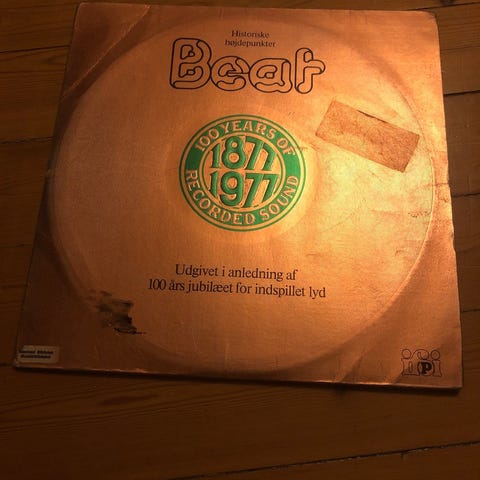 Historiske
højdepunkter
Beat
100 YEARS OF
1877
1977
RECORDED SOUND
Udgivet i anledning af
100 års jubilæet for indspillet lyd